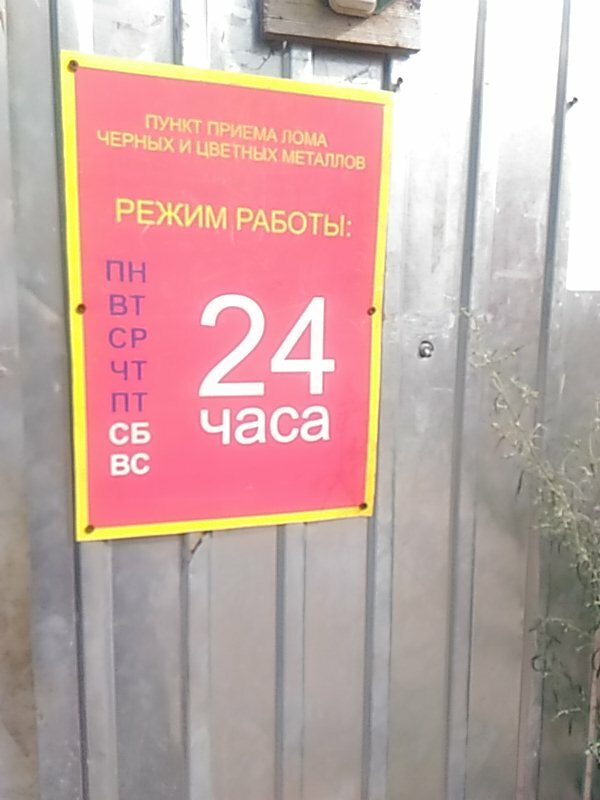 ПУНКТ ПРИЕМА ЛОМА
ЧЕРНЫХ И ЦВЕТНЫХ МЕТАЛЛОВ
РЕЖИМ РАБОТЫ:
ПН
ВТ
СР
ЧТ
ПТ
СБ
ВС
24
часа